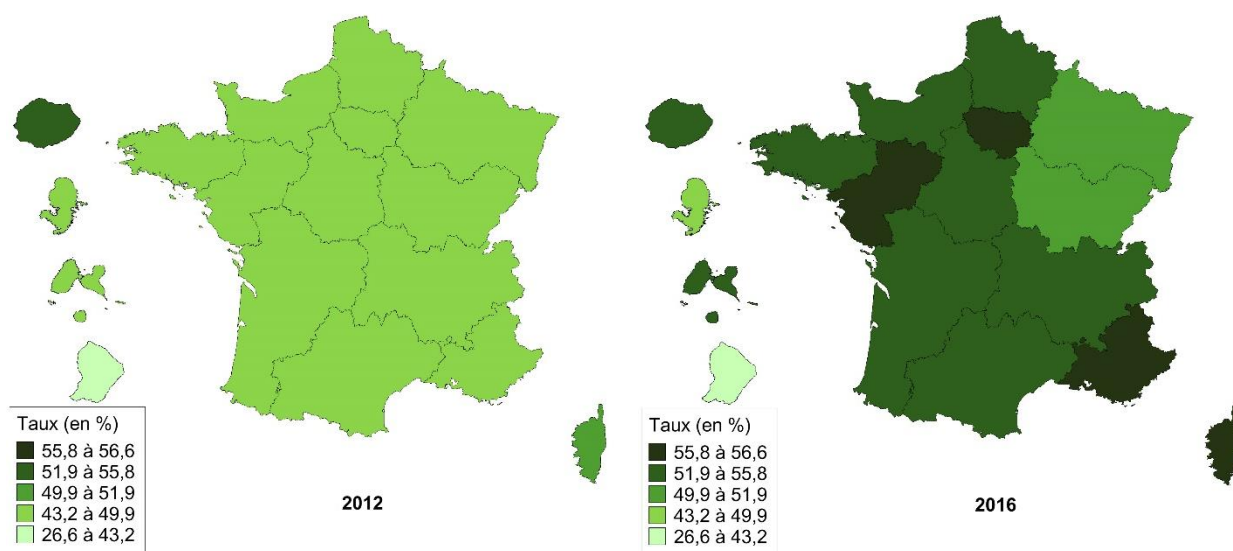 Taux (en %)
55,8 à 56,6
51,9 à 55,8
49,9 à 51,9
43,2 à 49,9
26,6 à 43,2
2012
Taux (en %)
55,8 à 56,6
51,9 à 55,8
49,9 à 51,9
43,2 à 49,9
26,6 à 43,2
2016